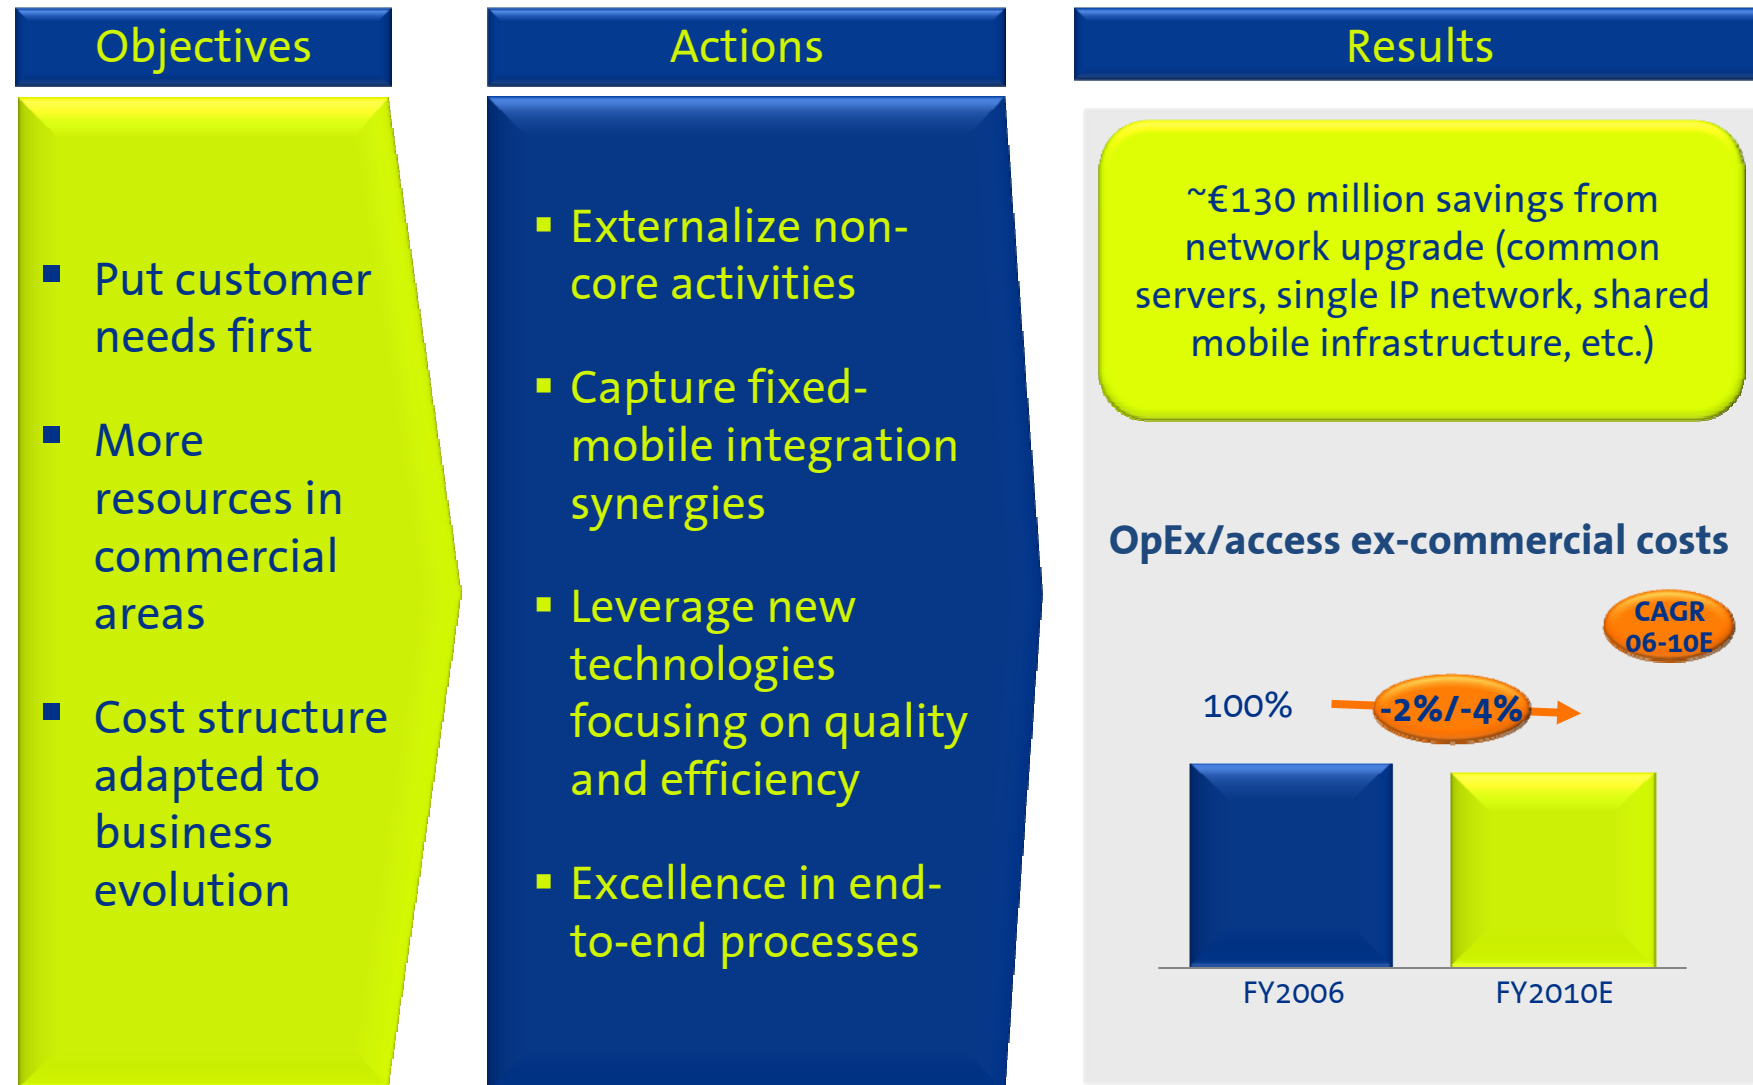 Objectives
Put customer
needs first
More
resources in
commercial
areas
Cost structure
adapted to
business
evolution
Actions
Externalize non-
core activities
Capture fixed-
mobile integration
synergies
Leverage new
technologies
focusing on quality
and efficiency
Excellence in end-
to-end processes
Results
~€130 million savings from
network upgrade (common
servers, single IP network, shared
mobile infrastructure, etc.)
OpEx/access ex-commercial costs
CAGR
06-10E
100%
-2%/-4%
FY2006
FY2010E